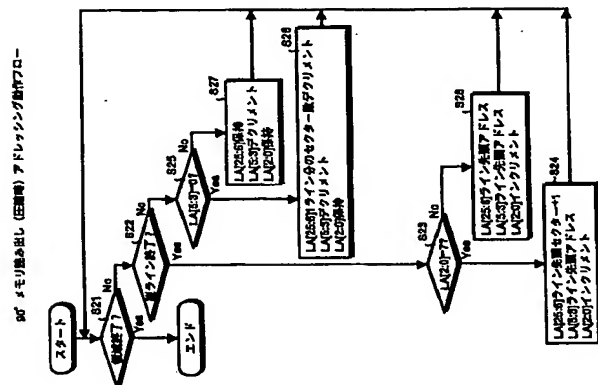 90° メモリ読み出し（圧縮時）アドレッシング動作フロー
スタート
S21
領域終了？
No
Yes
エンド
S22
副ライン終了？
No
Yes
S25
LA(5:3)=0?
No
Yes
S27
LA(25:6)保持
LA(5:3)デクリメント
LA(2:0)保持
S26
LA(25:6)1ライン分のセクター数デクリメント
LA(5:3)デクリメント
LA(2:0)保持
S23
LA(2:0)=7?
No
Yes
S28
LA(25:6)ライン先頭アドレス
LA(5:3)ライン先頭アドレス
LA(2:0)インクリメント
S24
LA(25:6)ライン先頭セクター+1
LA(5:3)ライン先頭アドレス
LA(2:0)インクリメント